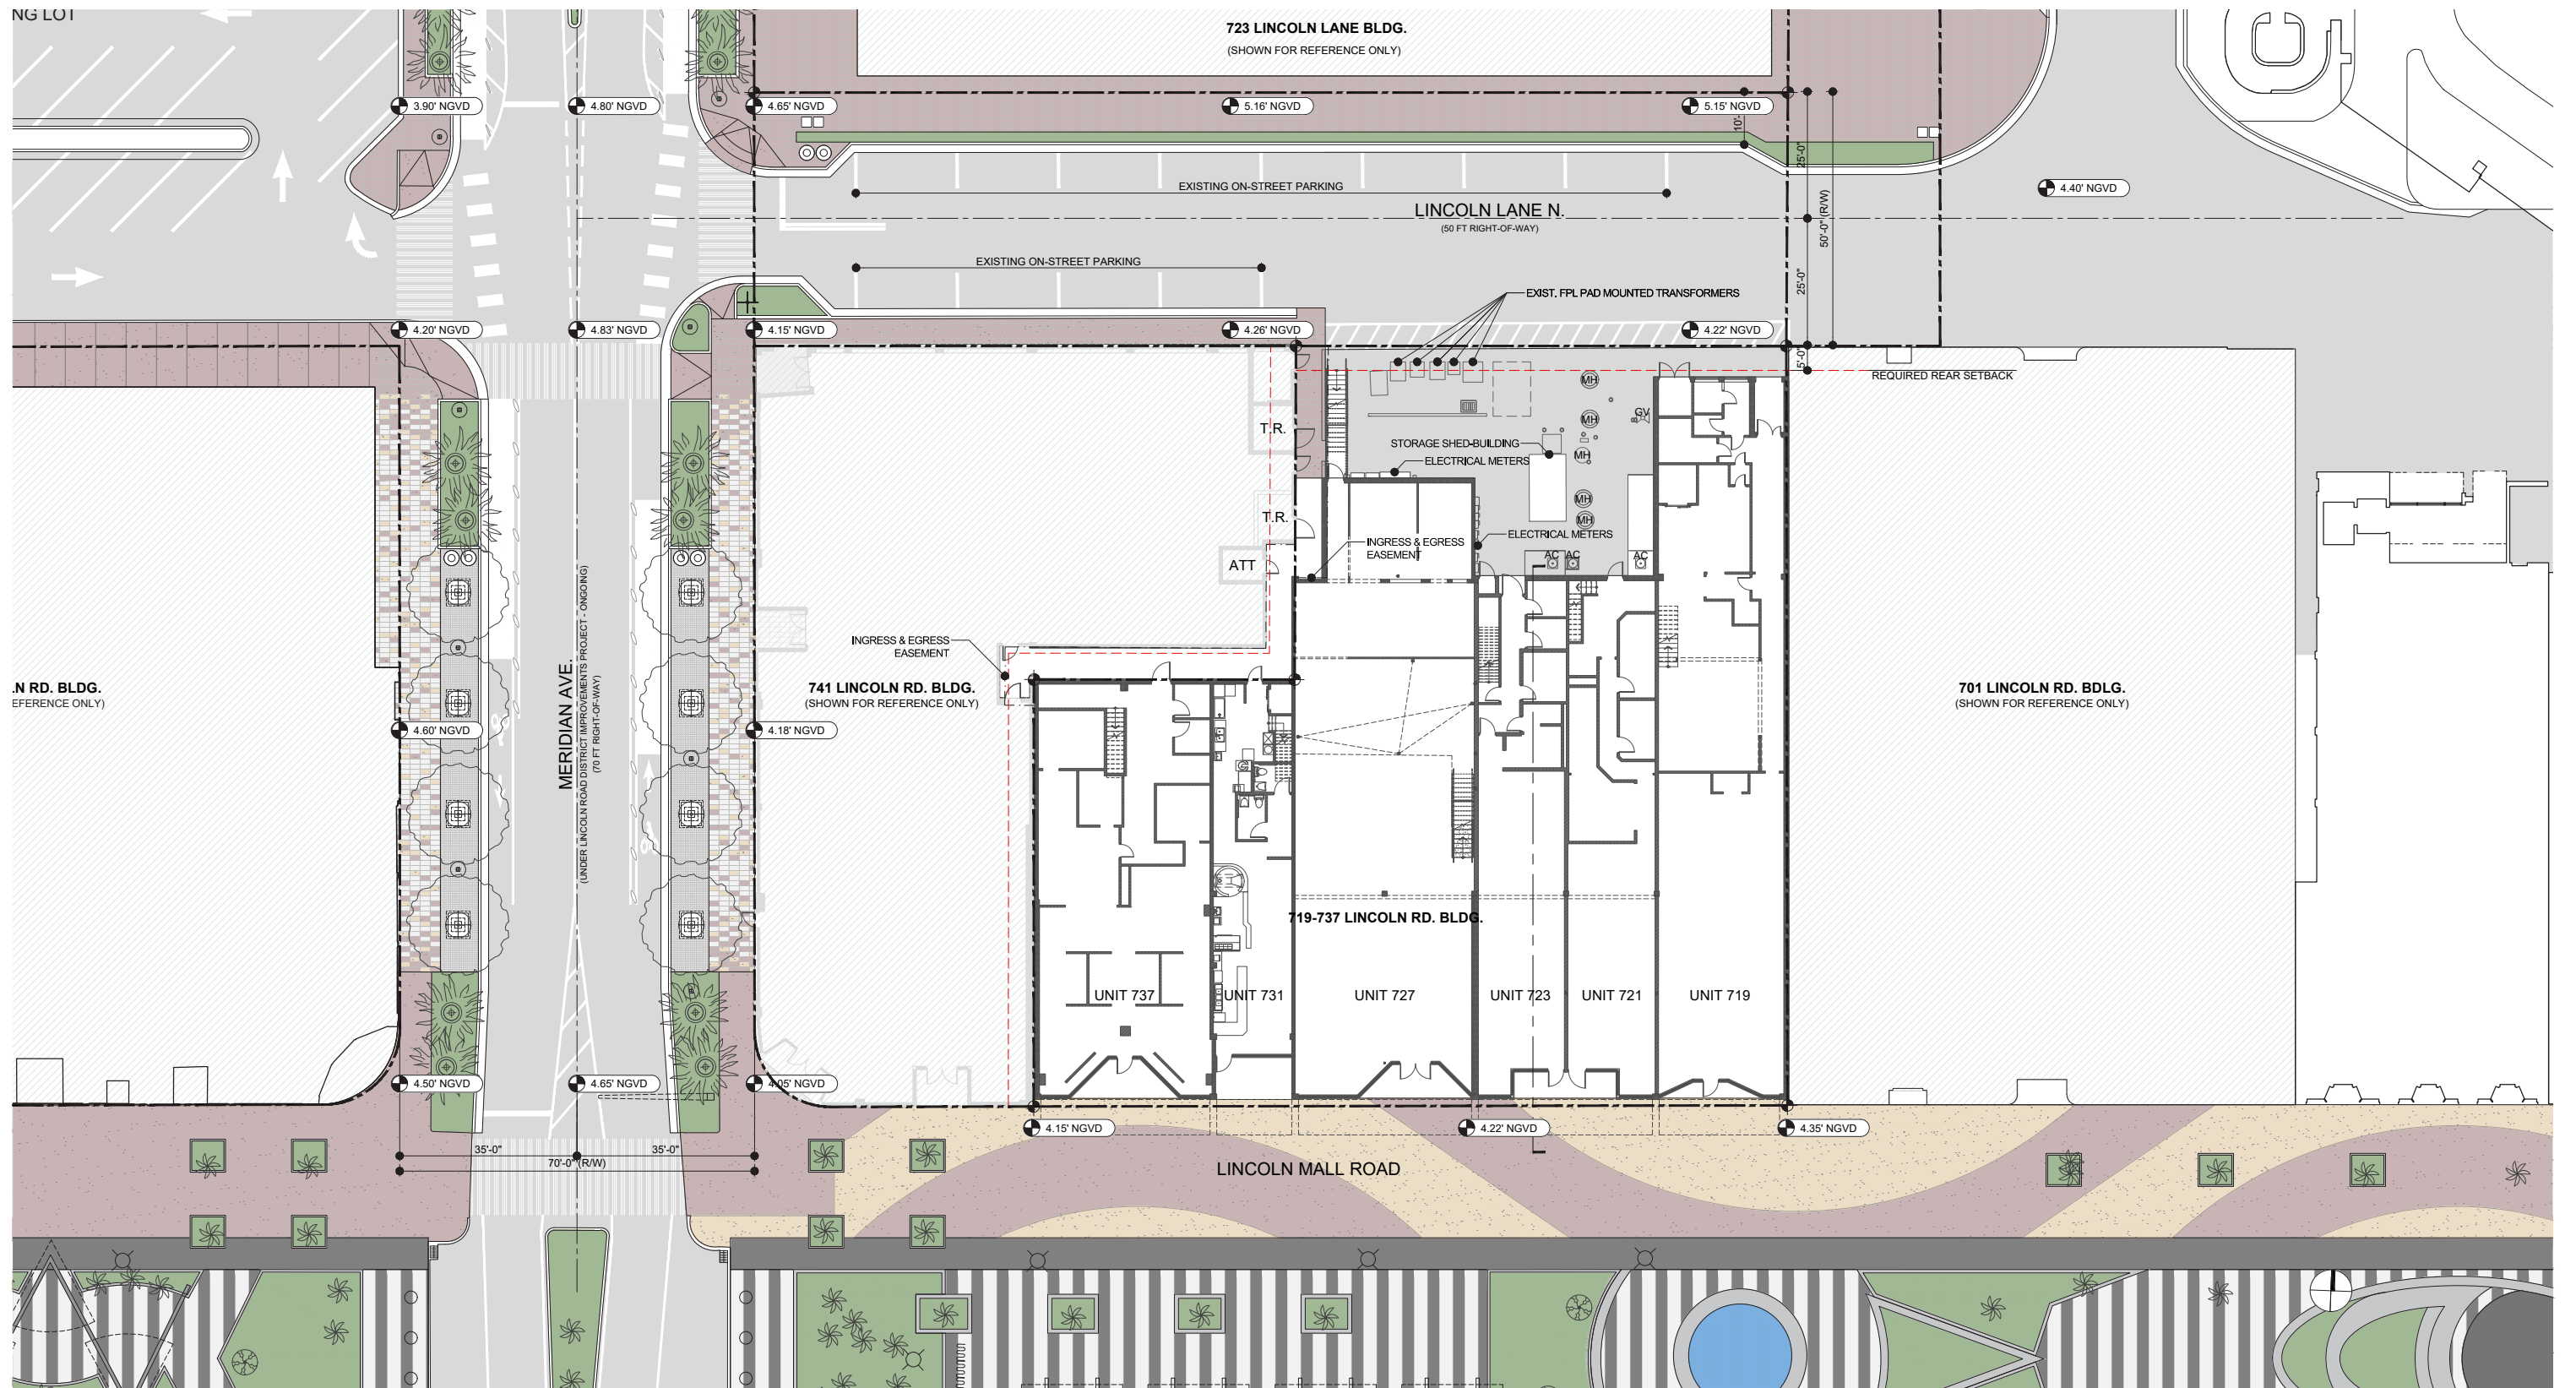 NG LOT
723 LINCOLN LANE BLDG.
(SHOWN FOR REFERENCE ONLY)
3.90' NGVD
4.80' NGVD
4.65' NGVD
5.16' NGVD
5.15' NGVD
10'-
25'-0"
EXISTING ON-STREET PARKING
4.40' NGVD
LINCOLN LANE N.
(50 FT RIGHT-OF-WAY)
50'-0" (R/W)
EXISTING ON-STREET PARKING
25'-0"
EXIST. FPL PAD MOUNTED TRANSFORMERS
4.20' NGVD
4.83' NGVD
4.15' NGVD
4.26' NGVD
4.22' NGVD
5'-0"
REQUIRED REAR SETBACK
MH
MH
GV
T.R.
STORAGE SHED-BUILDING
MH
ELECTRICAL METERS
MH
T.R.
MH
ELECTRICAL METERS
INGRESS & EGRESS
EASEMENT
AC
AC
AC
ATT
INGRESS & EGRESS
EASEMENT
MERIDIAN AVE.
(UNDER LINCOLN ROAD DISTRICT IMPROVEMENTS PROJECT - ONGOING)
(70 FT RIGHT-OF-WAY)
LN RD. BLDG.
EFERENCE ONLY)
741 LINCOLN RD. BLDG.
(SHOWN FOR REFERENCE ONLY)
701 LINCOLN RD. BDLG.
(SHOWN FOR REFERENCE ONLY)
4.60' NGVD
4.18' NGVD
719-737 LINCOLN RD. BLDG.
UNIT 737
UNIT 731
UNIT 727
UNIT 723
UNIT 721
UNIT 719
4.50' NGVD
4.65' NGVD
4.05' NGVD
4.15' NGVD
4.22' NGVD
4.35' NGVD
35'-0"
35'-0"
70'-0" (R/W)
LINCOLN MALL ROAD